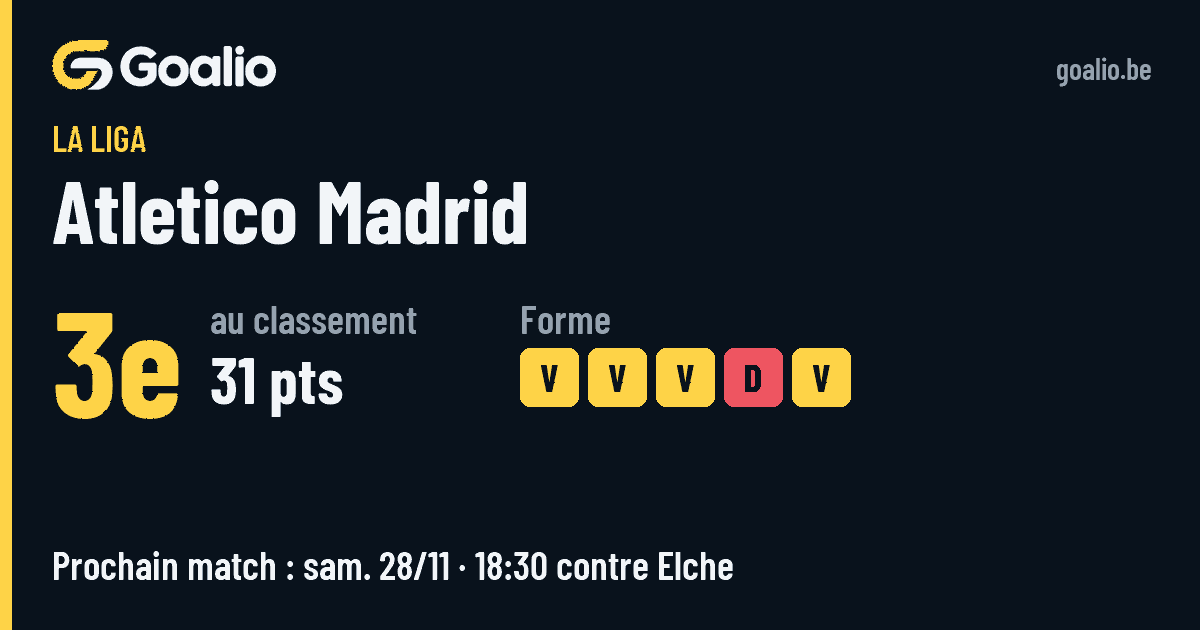 Goalio
goalio.be
LA LIGA
Atletico Madrid
3e
au classement
31 pts
Forme
V V V D V
Prochain match : sam. 28/11 · 18:30 contre Elche